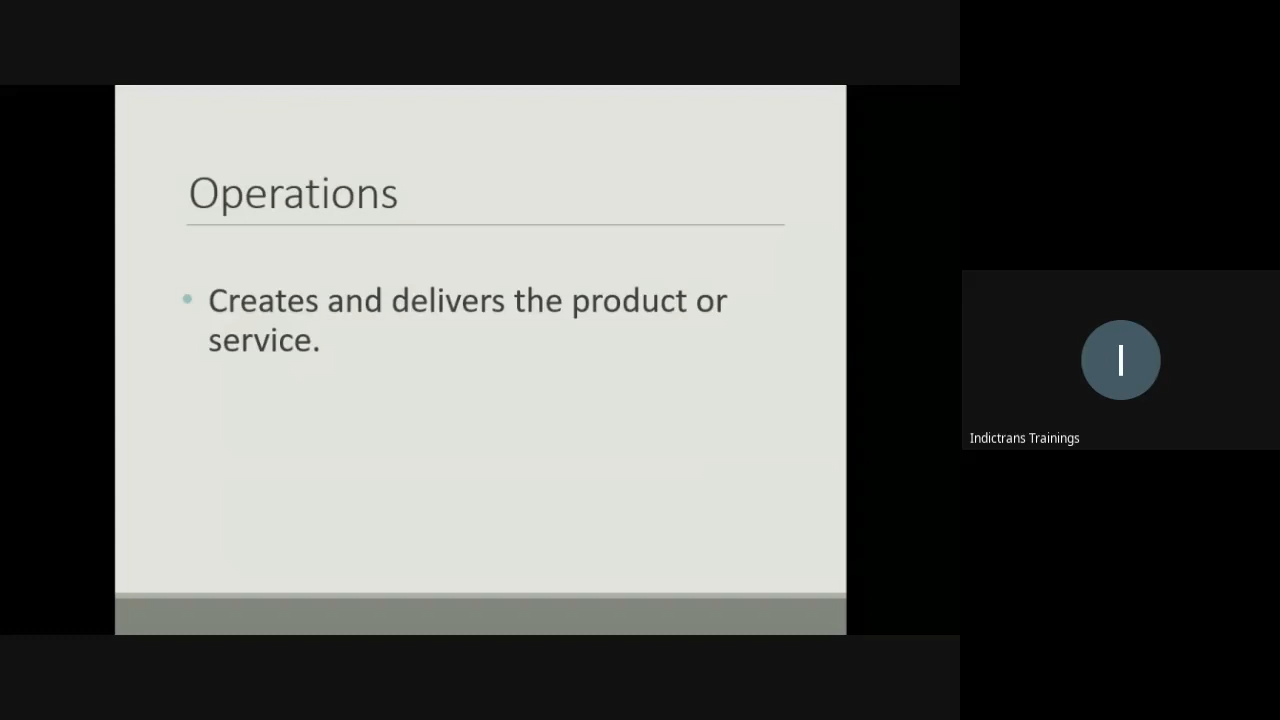 Operations
• Creates and delivers the product or
service.
I
Indictrans Trainings